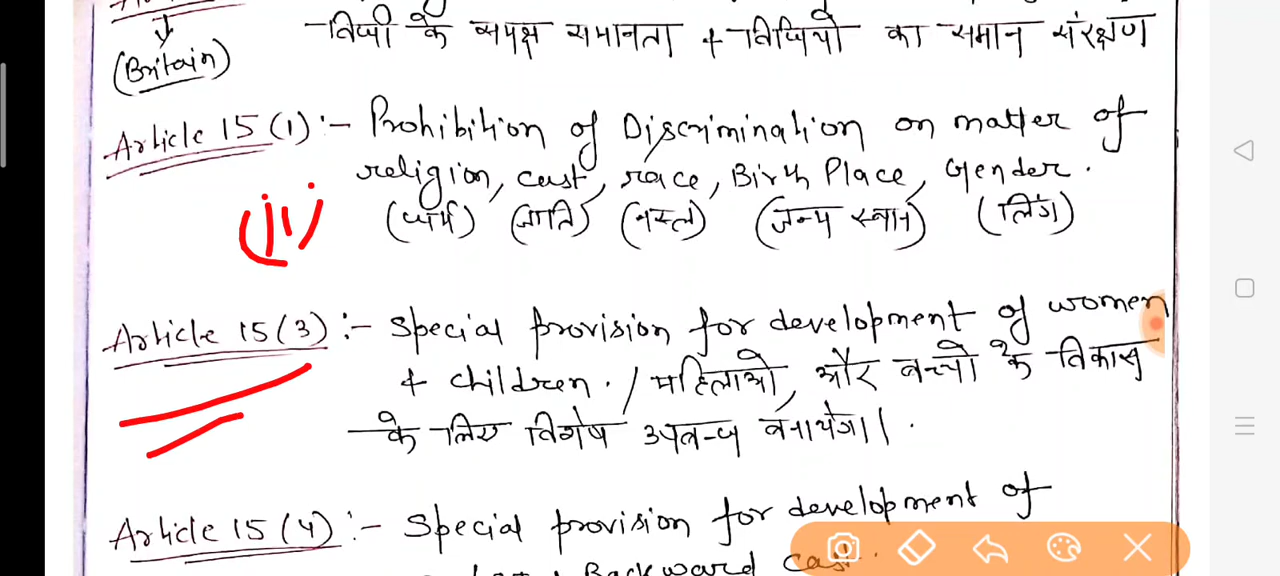 विधी के समक्ष समानता + विधियों का समान संरक्षण
(Britain)
Article 15 (1) :- Prohibition of Discrimination on matter of
religion, cast, race, Birth Place, Gender.
(धर्म) (जाति) (नस्ल) (जन्म स्थान) (लिंग)
Article 15 (3) :- Special provision for development of women
+ children. / महिलाओ, और बच्चो के विकास
के लिए विशेष उपबन्ध बनायेगा।
Article 15 (4) :- Special provision for development of
Backward